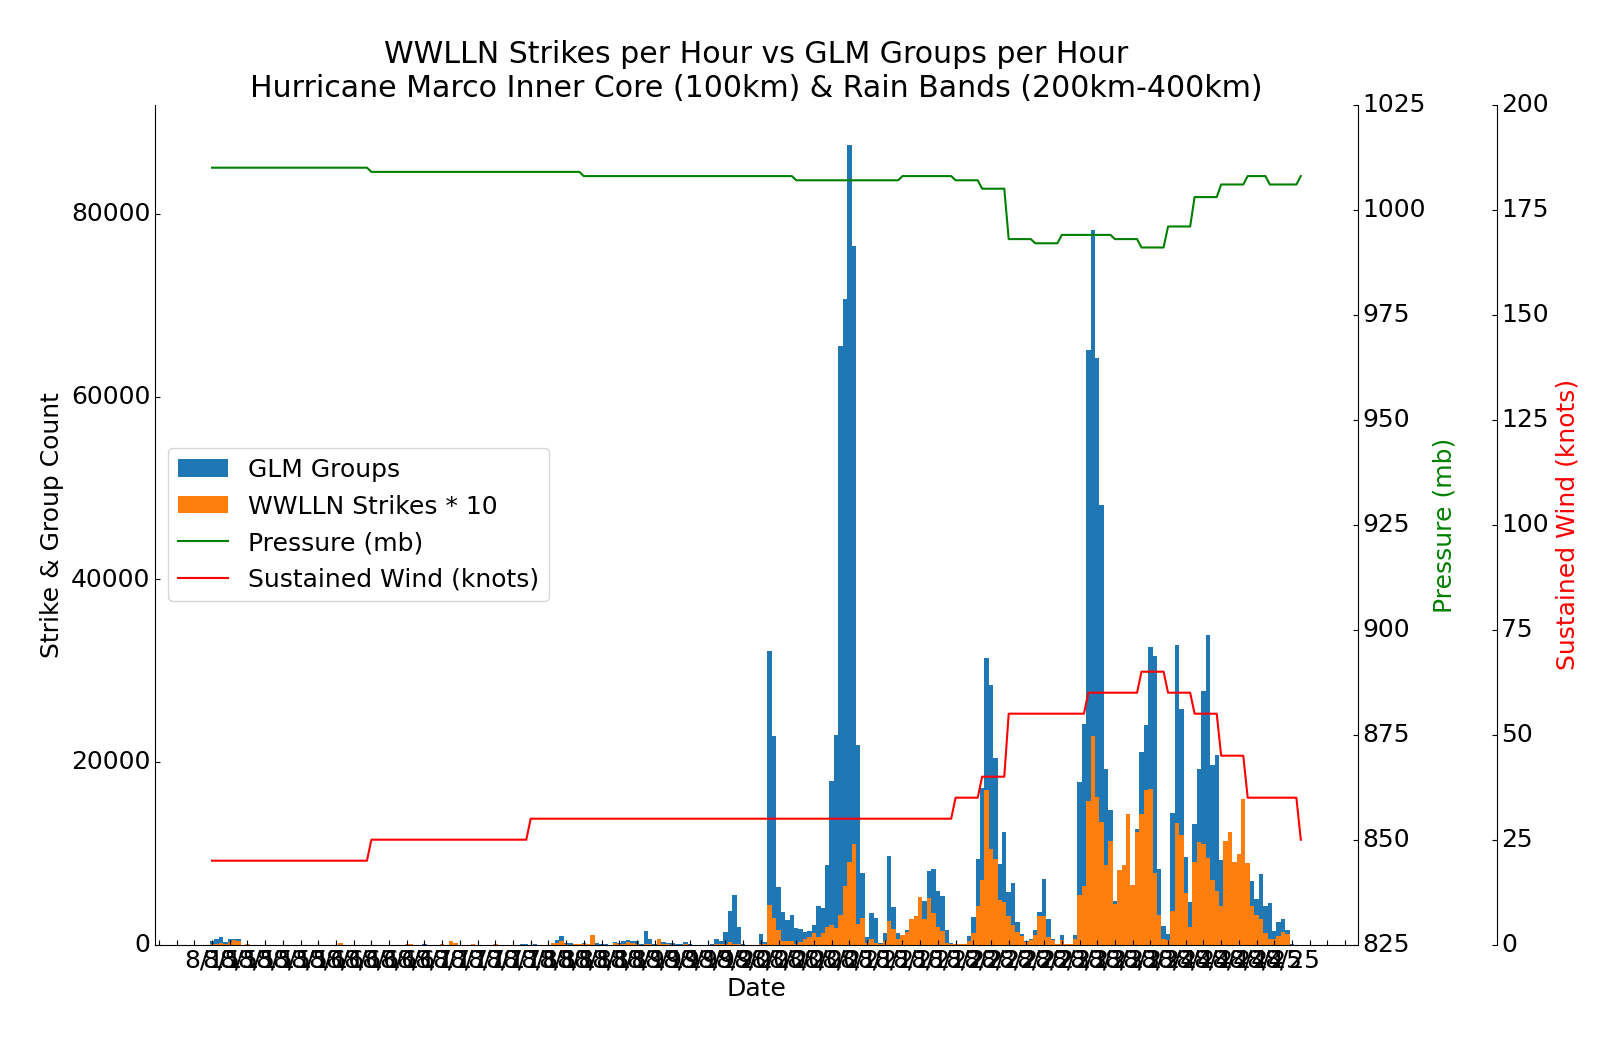 WWLLN Strikes per Hour vs GLM Groups per Hour
Hurricane Marco Inner Core (100km) & Rain Bands (200km-400km)
Strike & Group Count
80000
60000
40000
20000
0
GLM Groups
WWLLN Strikes * 10
Pressure (mb)
Sustained Wind (knots)
1025
1000
975
950
925
900
875
850
825
Pressure (mb)
200
175
150
125
100
75
50
25
0
Sustained Wind (knots)
Date